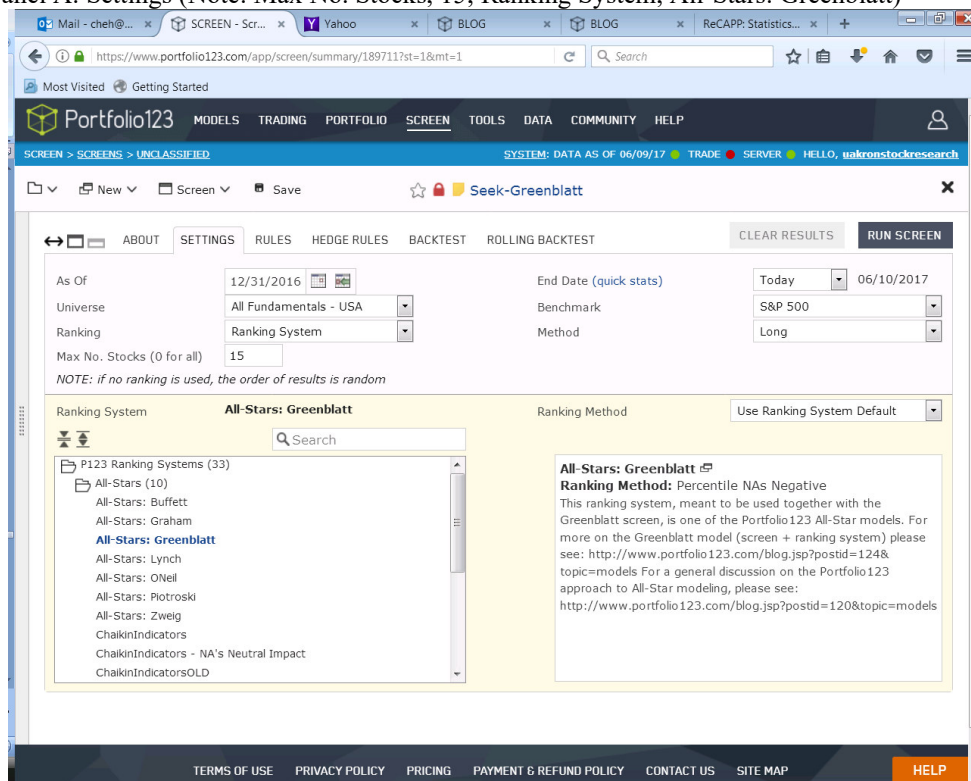 Panel A: Settings (Note: Max No. Stocks, 15; Ranking System, All-Stars: Greenblatt)
Mail - cheh@... × SCREEN - Scr... × Yahoo × BLOG × BLOG × ReCAPP: Statistics... × +
https://www.portfolio123.com/app/screen/summary/189711?st=1&mt=1 Search
Most Visited Getting Started
Portfolio123 MODELS TRADING PORTFOLIO SCREEN TOOLS DATA COMMUNITY HELP
SCREEN > SCREENS > UNCLASSIFIED SYSTEM: DATA AS OF 06/09/17 TRADE SERVER HELLO, uakronstockresearch
New Screen Save Seek-Greenblatt ×
ABOUT SETTINGS RULES HEDGE RULES BACKTEST ROLLING BACKTEST CLEAR RESULTS RUN SCREEN
As Of 12/31/2016 End Date (quick stats) Today 06/10/2017
Universe All Fundamentals - USA Benchmark S&P 500
Ranking Ranking System Method Long
Max No. Stocks (0 for all) 15
NOTE: if no ranking is used, the order of results is random
Ranking System All-Stars: Greenblatt Ranking Method Use Ranking System Default
Search
P123 Ranking Systems (33)
All-Stars (10)
All-Stars: Buffett
All-Stars: Graham
All-Stars: Greenblatt
All-Stars: Lynch
All-Stars: ONeil
All-Stars: Piotroski
All-Stars: Zweig
ChaikinIndicators
ChaikinIndicators - NA's Neutral Impact
ChaikinIndicatorsOLD
All-Stars: Greenblatt
Ranking Method: Percentile NAs Negative
This ranking system, meant to be used together with the
Greenblatt screen, is one of the Portfolio123 All-Star models. For
more on the Greenblatt model (screen + ranking system) please
see: http://www.portfolio123.com/blog.jsp?postid=124&
topic=models For a general discussion on the Portfolio123
approach to All-Star modeling, please see:
http://www.portfolio123.com/blog.jsp?postid=120&topic=models
TERMS OF USE PRIVACY POLICY PRICING PAYMENT & REFUND POLICY CONTACT US SITE MAP HELP